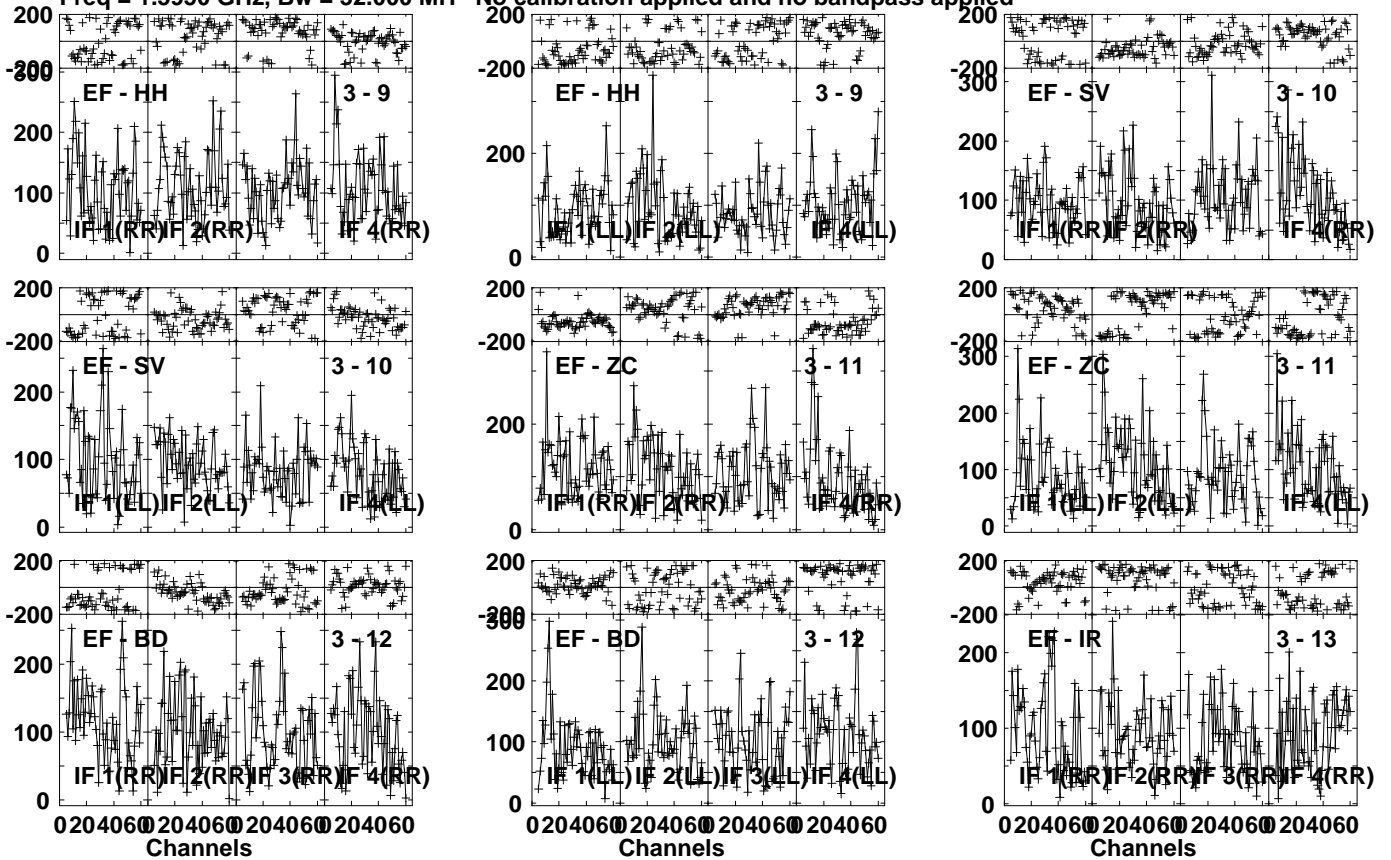 No calibration applied and no bandpass applied
200
-200
300
200
100
0
EF - HH
3 - 9
IF 1(RR)
IF 2(RR)
IF 4(RR)
200
-200
200
0
EF - HH
3 - 9
IF 1(LL)
IF 2(LL)
IF 4(LL)
200
-200
300
200
100
0
EF - SV
3 - 10
IF 1(RR)
IF 2(RR)
IF 4(RR)
200
-200
200
100
0
EF - SV
3 - 10
IF 1(LL)
IF 2(LL)
IF 4(LL)
200
-200
200
0
EF - ZC
3 - 11
IF 1(RR)
IF 2(RR)
IF 4(RR)
200
-200
300
200
100
0
EF - ZC
3 - 11
IF 1(LL)
IF 2(LL)
IF 4(LL)
200
-200
200
100
0
EF - BD
3 - 12
IF 1(RR)
IF 2(RR)
IF 3(RR)
IF 4(RR)
0 20 40 60 0 20 40 60 0 20 40 60 0 20 40 60
Channels
200
-200
300
200
100
0
EF - BD
3 - 12
IF 1(LL)
IF 2(LL)
IF 3(LL)
IF 4(LL)
0 20 40 60 0 20 40 60 0 20 40 60 0 20 40 60
Channels
200
-200
200
100
0
EF - IR
3 - 13
IF 1(RR)
IF 2(RR)
IF 3(RR)
IF 4(RR)
0 20 40 60 0 20 40 60 0 20 40 60 0 20 40 60
Channels